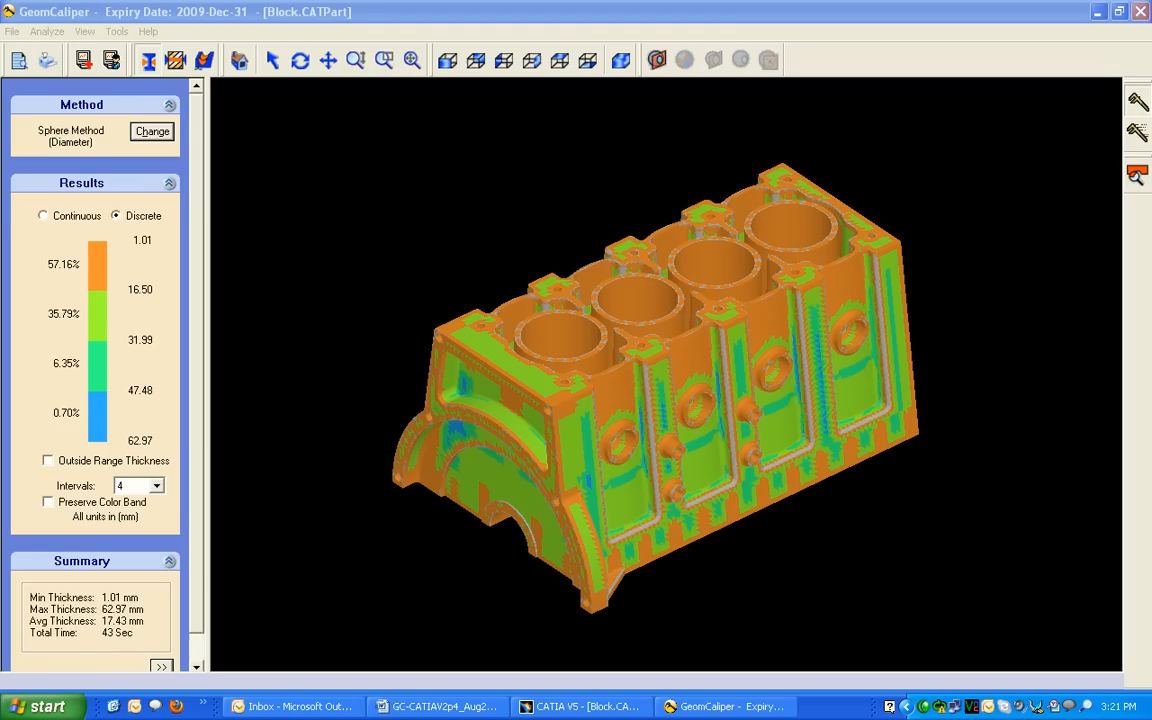 GeomCaliper - Expiry Date: 2009-Dec-31 - [Block.CATPart]
File Analyze View Tools Help
Method
Sphere Method
(Diameter)
Change
Results
Continuous Discrete
1.01
57.16%
16.50
35.79%
31.99
6.35%
47.48
0.70%
62.97
Outside Range Thickness
Intervals: 4
Preserve Color Band
All units in (mm)
Summary
Min Thickness: 1.01 mm
Max Thickness: 62.97 mm
Avg Thickness: 17.43 mm
Total Time: 43 Sec
>>
start
Inbox - Microsoft Out...
GC-CATIAV2p4_Aug2...
CATIA V5 - [Block.CA...
GeomCaliper - Expiry...
3:21 PM